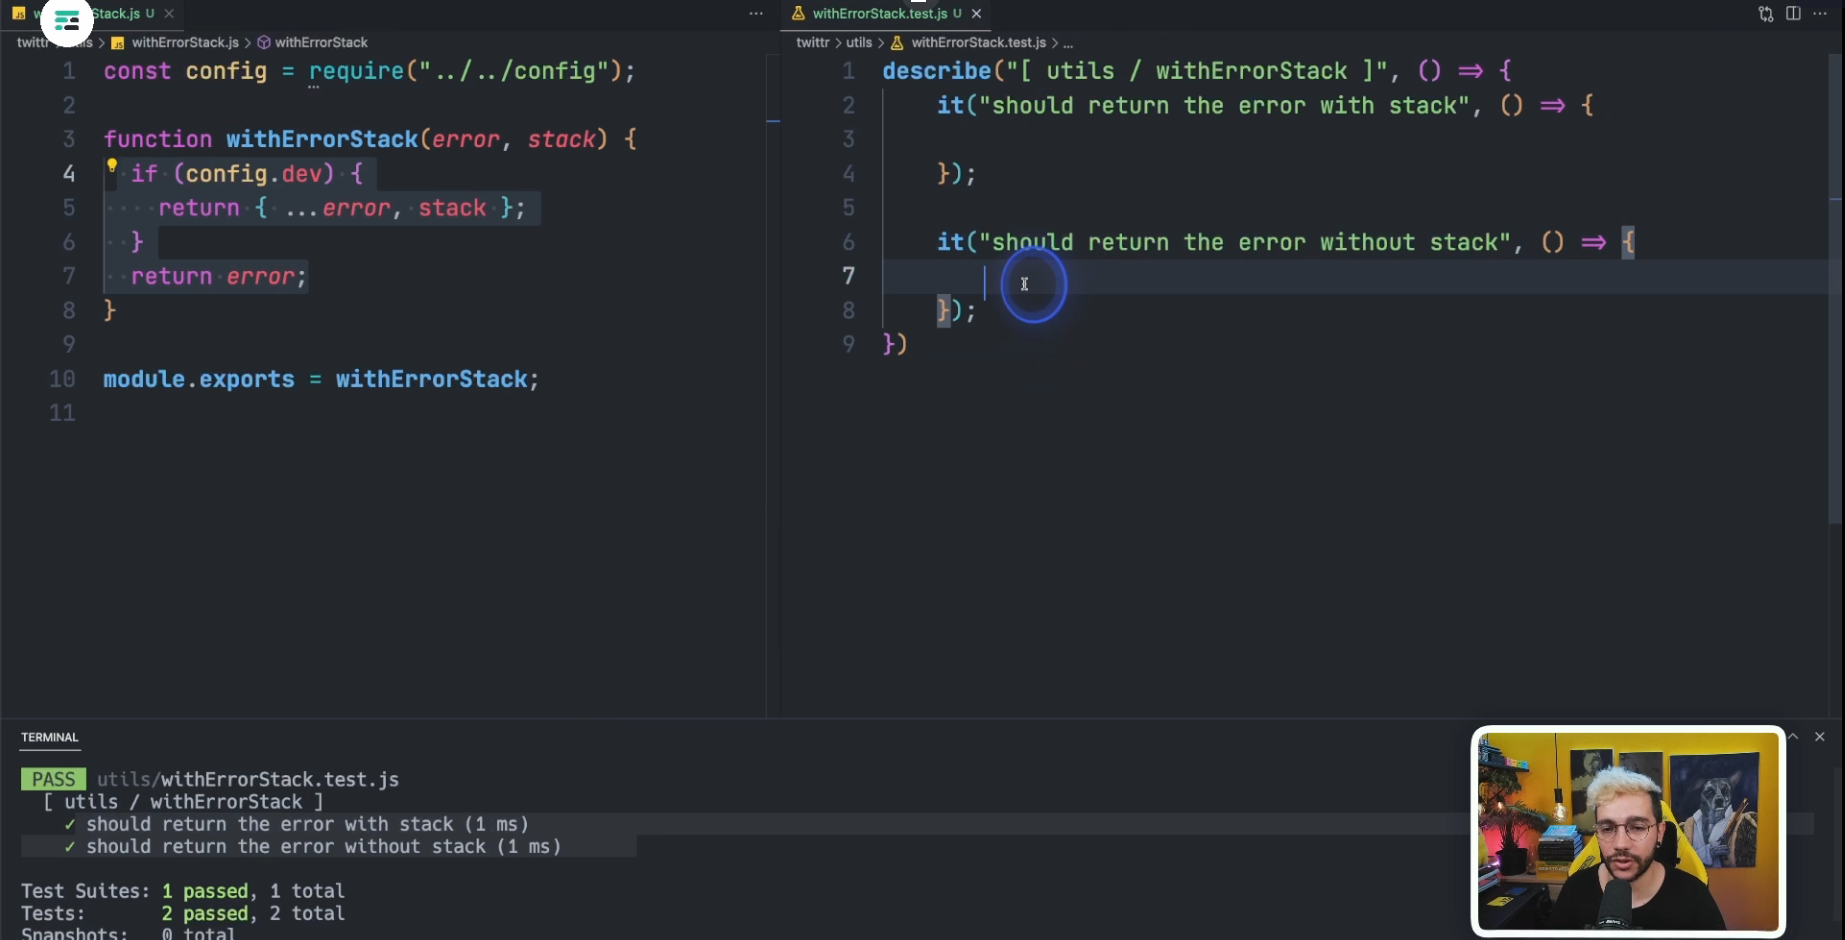 Stack.js U
twittr > utils > withErrorStack.js > withErrorStack
1 const config = require("../../config");
2
3 function withErrorStack(error, stack) {
4 if (config.dev) {
5 return { ...error, stack };
6 }
7 return error;
8 }
9
10 module.exports = withErrorStack;
11
withErrorStack.test.js U
twittr > utils > withErrorStack.test.js > ...
1 describe("[ utils / withErrorStack ]", () => {
2 it("should return the error with stack", () => {
3
4 });
5
6 it("should return the error without stack", () => {
7
8 });
9 })
TERMINAL
PASS utils/withErrorStack.test.js
[ utils / withErrorStack ]
✓ should return the error with stack (1 ms)
✓ should return the error without stack (1 ms)
Test Suites: 1 passed, 1 total
Tests: 2 passed, 2 total
Snapshots: 0 total